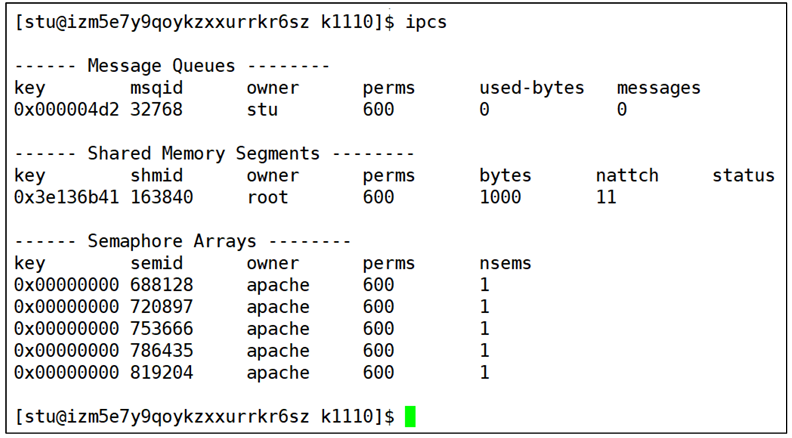 [stu@izm5e7y9qoykzxxurrkr6sz k1110]$ ipcs
------ Message Queues --------
key        msqid      owner      perms      used-bytes   messages
0x000004d2 32768      stu        600        0            0
------ Shared Memory Segments --------
key        shmid      owner      perms      bytes      nattch     status
0x3e136b41 163840     root       600        1000       11
------ Semaphore Arrays --------
key        semid      owner      perms      nsems
0x00000000 688128     apache     600        1
0x00000000 720897     apache     600        1
0x00000000 753666     apache     600        1
0x00000000 786435     apache     600        1
0x00000000 819204     apache     600        1
[stu@izm5e7y9qoykzxxurrkr6sz k1110]$